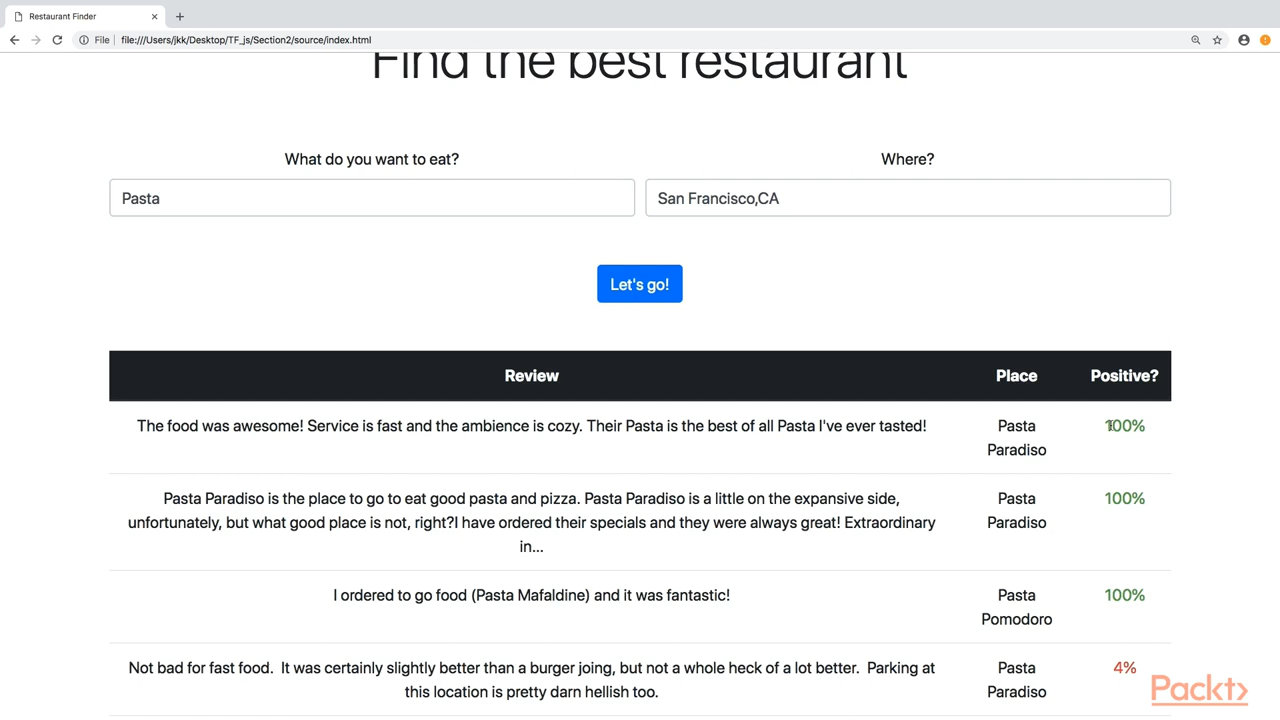 Restaurant Finder
File file:///Users/jkk/Desktop/TF_js/Section2/source/index.html
Find the best restaurant
What do you want to eat?
Where?
Pasta
San Francisco,CA
Let's go!
Review Place Positive?
The food was awesome! Service is fast and the ambience is cozy. Their Pasta is the best of all Pasta I've ever tasted!
Pasta
Paradiso
100%
Pasta Paradiso is the place to go to eat good pasta and pizza. Pasta Paradiso is a little on the expansive side,
unfortunately, but what good place is not, right?I have ordered their specials and they were always great! Extraordinary
in...
Pasta
Paradiso
100%
I ordered to go food (Pasta Mafaldine) and it was fantastic!
Pasta
Pomodoro
100%
Not bad for fast food.  It was certainly slightly better than a burger joing, but not a whole heck of a lot better.  Parking at
this location is pretty darn hellish too.
Pasta
Paradiso
4%
Packt>